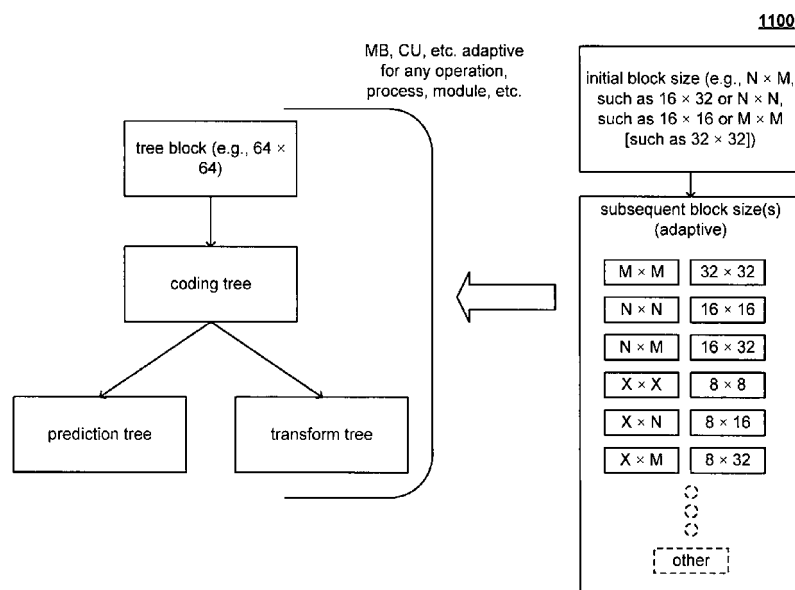 1100
MB, CU, etc. adaptive
for any operation,
process, module, etc.
tree block (e.g., 64 ×
64)
coding tree
prediction tree
transform tree
initial block size (e.g., N × M,
such as 16 × 32 or N × N,
such as 16 × 16 or M × M
[such as 32 × 32])
subsequent block size(s)
(adaptive)
M × M 32 × 32
N × N 16 × 16
N × M 16 × 32
X × X 8 × 8
X × N 8 × 16
X × M 8 × 32
other